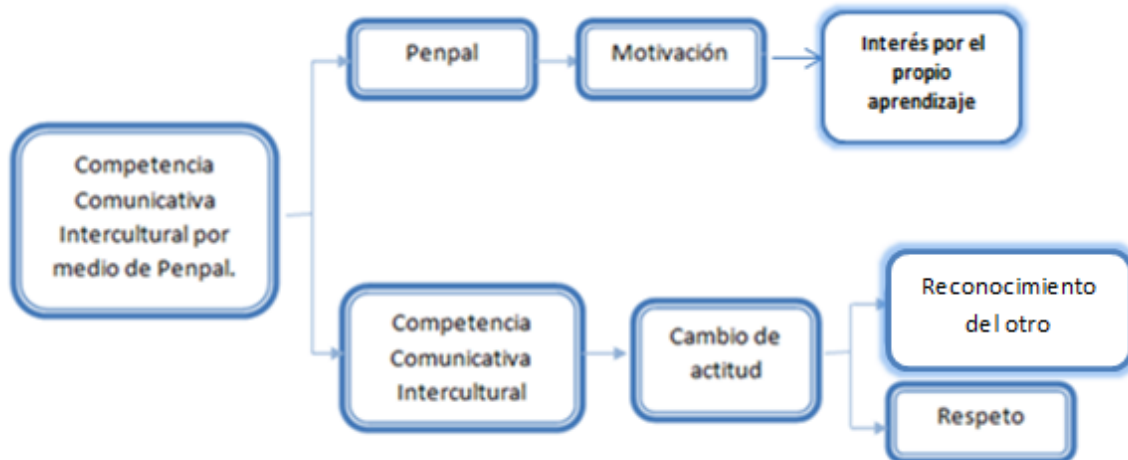 Competencia
Comunicativa
Intercultural por
medio de Penpal.
Penpal
Motivación
Interés por el
propio
aprendizaje
Competencia
Comunicativa
Intercultural
Cambio de
actitud
Reconocimiento
del otro
Respeto